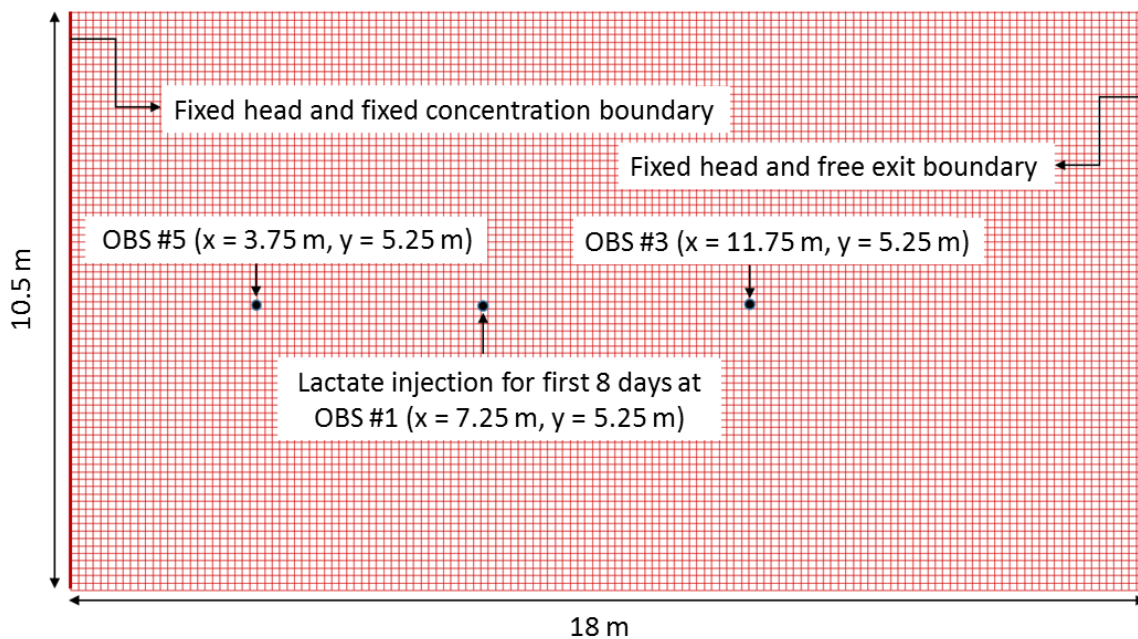 Fixed head and fixed concentration boundary
Fixed head and free exit boundary
OBS #5 (x = 3.75 m, y = 5.25 m)
OBS #3 (x = 11.75 m, y = 5.25 m)
10.5 m
Lactate injection for first 8 days at
OBS #1 (x = 7.25 m, y = 5.25 m)
18 m